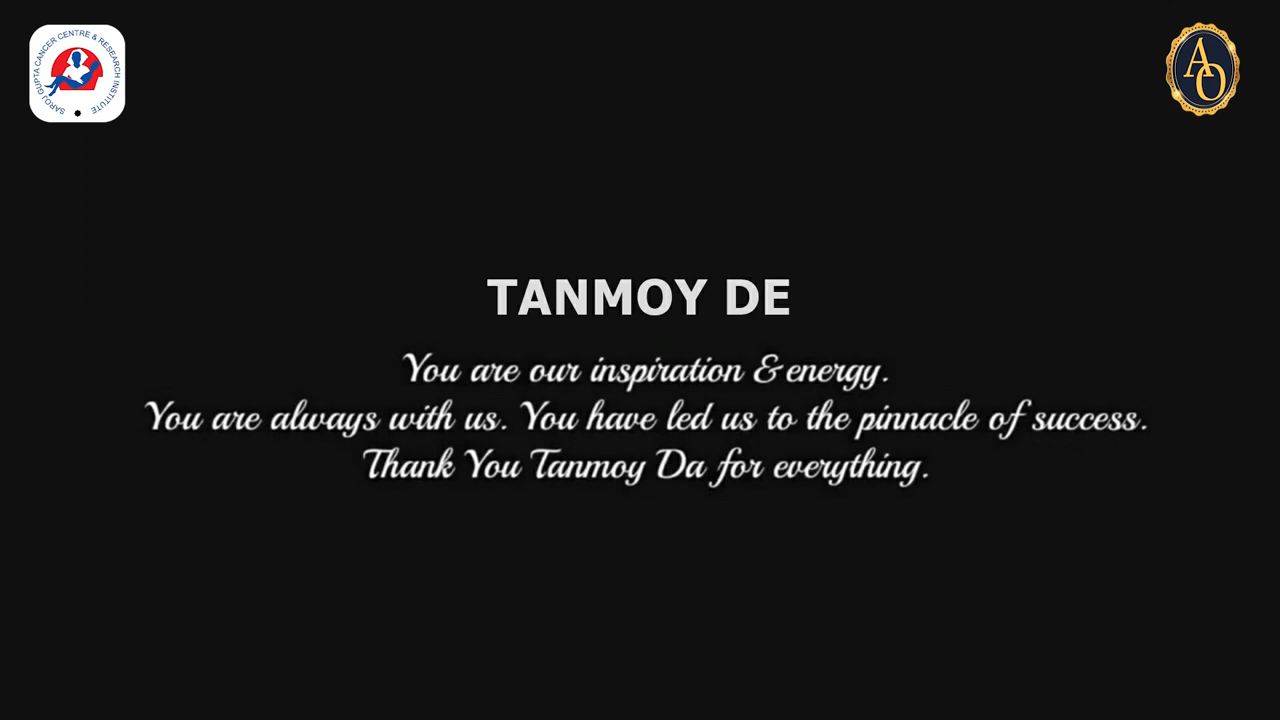 SAROJ GUPTA CANCER CENTRE & RESEARCH INSTITUTE
AO
TANMOY DE
You are our inspiration & energy.
You are always with us. You have led us to the pinnacle of success.
Thank You Tanmoy Da for everything.